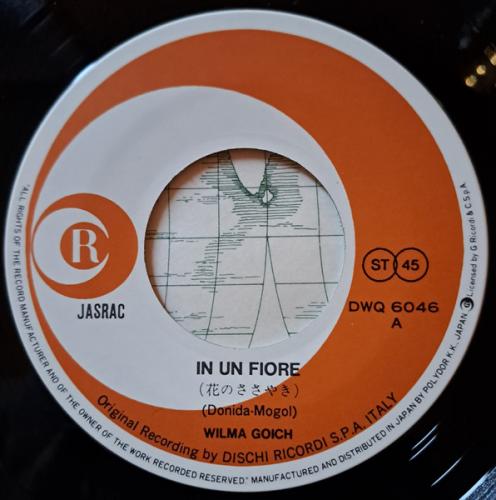 R
JASRAC
ST 45
DWQ 6046
A
IN UN FIORE
(花のささやき)
(Donida-Mogol)
WILMA GOICH
Original Recording by DISCHI RICORDI S.P.A. ITALY
"ALL RIGHTS OF THE RECORD MANUFACTURER AND OF THE OWNER OF THE WORK RECORDED RESERVED." MANUFACTURED AND DISTRIBUTED IN JAPAN BY POLYDOR K.K., JAPAN Licensed by G. Ricordi & C. S.p.A.